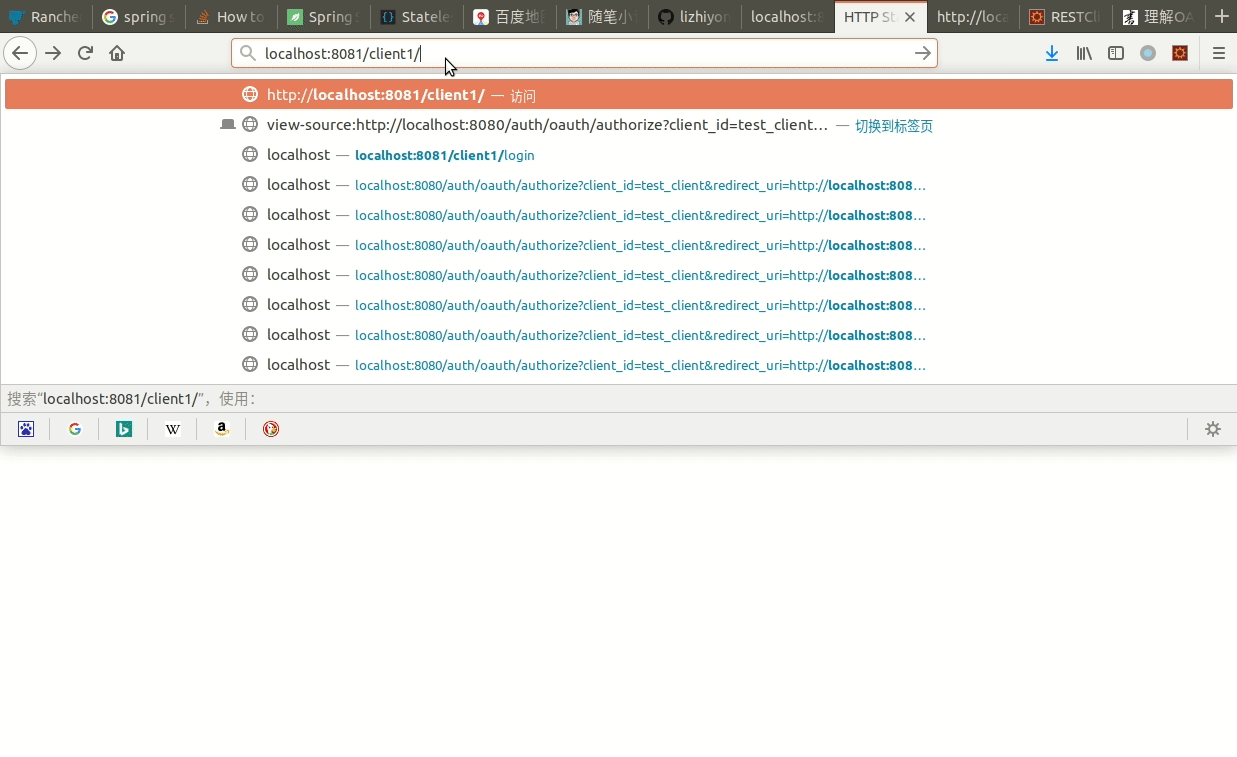 Ranche spring s How to Spring Statele 百度地 随笔小 lizhiyon localhost:8 HTTP St http://loca RESTCli 理解OA
localhost:8081/client1/
http://localhost:8081/client1/ — 访问
view-source:http://localhost:8080/auth/oauth/authorize?client_id=test_client… — 切换到标签页
localhost — localhost:8081/client1/login
localhost — localhost:8080/auth/oauth/authorize?client_id=test_client&redirect_uri=http://localhost:808…
localhost — localhost:8080/auth/oauth/authorize?client_id=test_client&redirect_uri=http://localhost:808…
localhost — localhost:8080/auth/oauth/authorize?client_id=test_client&redirect_uri=http://localhost:808…
localhost — localhost:8080/auth/oauth/authorize?client_id=test_client&redirect_uri=http://localhost:808…
localhost — localhost:8080/auth/oauth/authorize?client_id=test_client&redirect_uri=http://localhost:808…
localhost — localhost:8080/auth/oauth/authorize?client_id=test_client&redirect_uri=http://localhost:808…
localhost — localhost:8080/auth/oauth/authorize?client_id=test_client&redirect_uri=http://localhost:808…
搜索“localhost:8081/client1/”，使用：